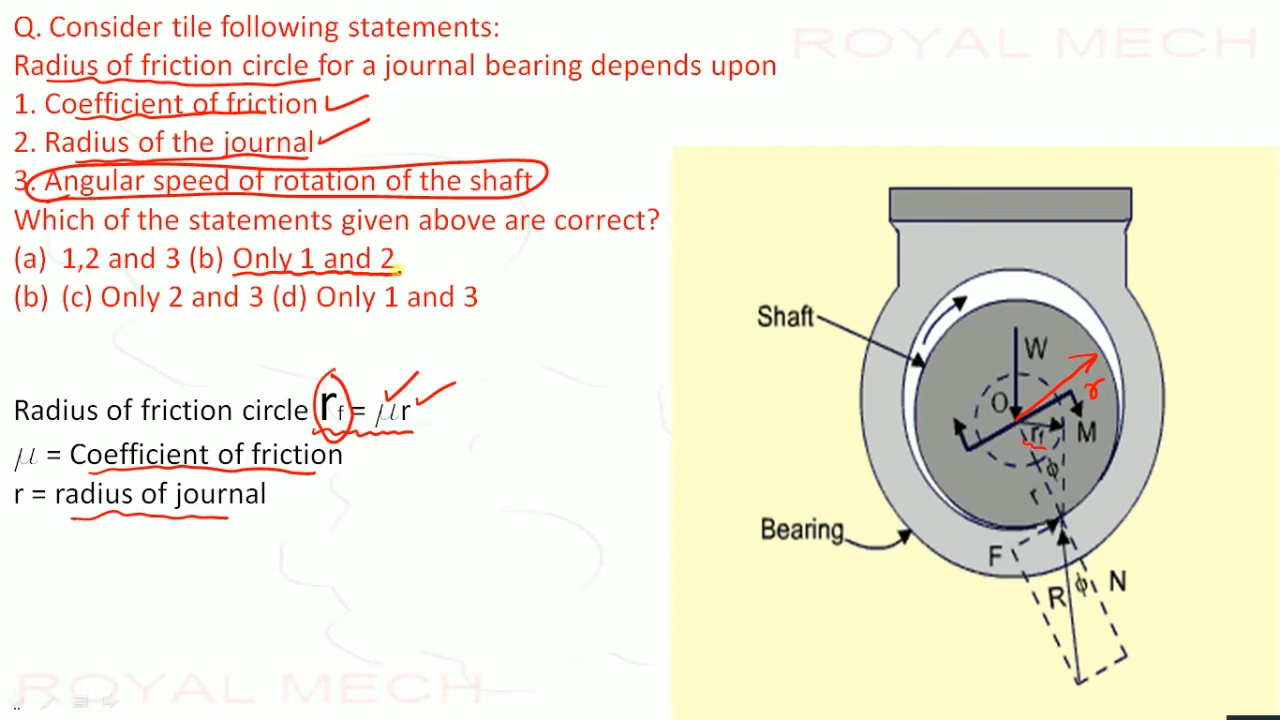 ROYAL MECH
Q. Consider tile following statements:
Radius of friction circle for a journal bearing depends upon
1. Coefficient of friction
2. Radius of the journal
3. Angular speed of rotation of the shaft
Which of the statements given above are correct?
(a) 1,2 and 3 (b) Only 1 and 2.
(b) (c) Only 2 and 3 (d) Only 1 and 3
Radius of friction circle rf = μr
μ = Coefficient of friction
r = radius of journal
Shaft
W
r
O
M
rf
ϕ
r
Bearing
F
R
ϕ
N
ROYAL MECH